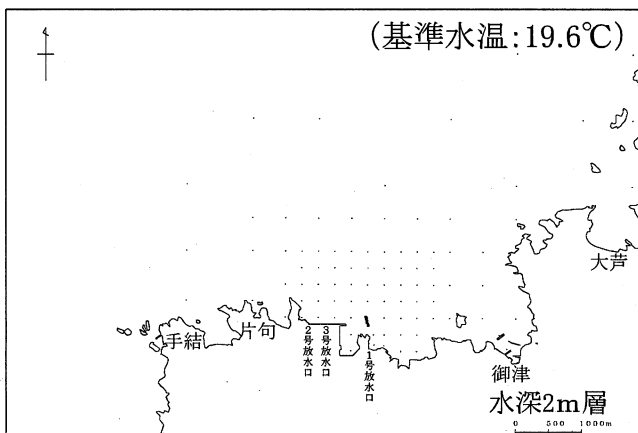 (基準水温:19.6℃)
大芦
手結
片句
2号放水口
3号放水口
1号放水口
御津
水深2m層
0 500 1000m